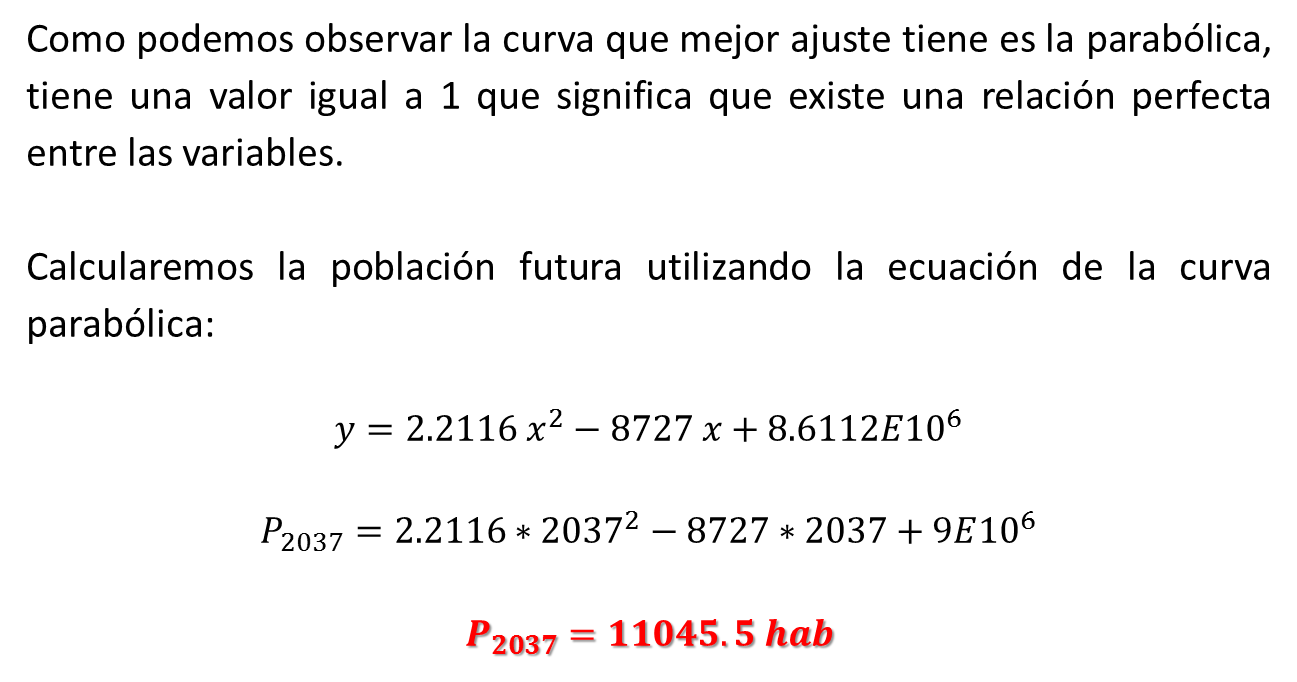 Como podemos observar la curva que mejor ajuste tiene es la parabólica,
tiene una valor igual a 1 que significa que existe una relación perfecta
entre las variables.
Calcularemos la población futura utilizando la ecuación de la curva
parabólica:
y = 2.2116 x² − 8727 x + 8.6112E10⁶
P₂₀₃₇ = 2.2116 ∗ 2037² − 8727 ∗ 2037 + 9E10⁶
P₂₀₃₇ = 11045.5 hab